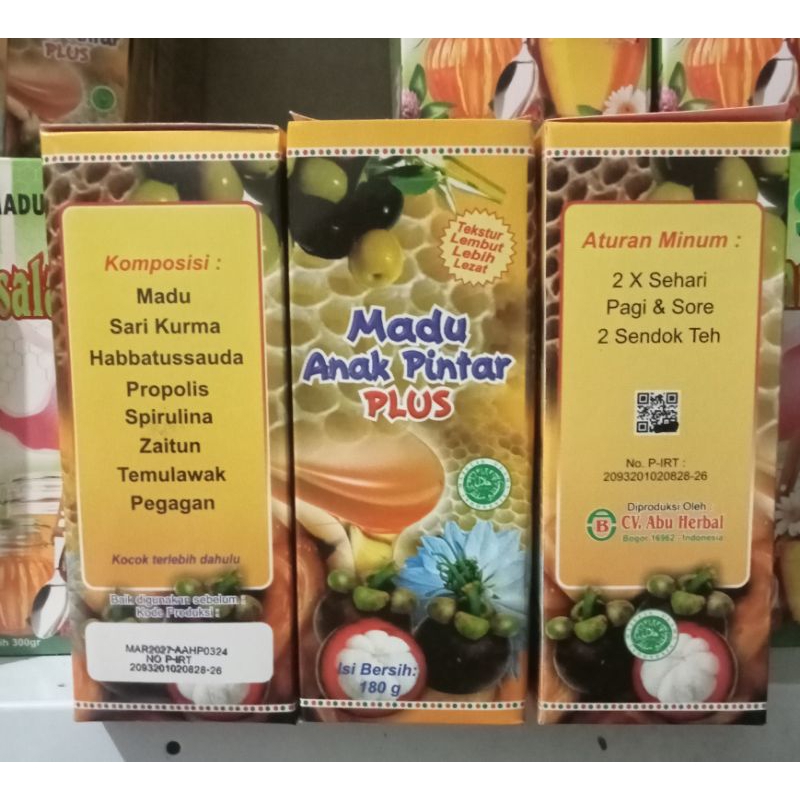 PLUS
MADU
Komposisi :
Madu
Sari Kurma
Habbatussauda
Propolis
Spirulina
Zaitun
Temulawak
Pegagan
Kocok terlebih dahulu
Baik digunakan sebelum :
Kode Produksi :
MAR2027-AAHP0324
NO P-IRT
2093201020828-26
Tekstur
Lembut
Lebih
Lezat
Madu
Anak Pintar
PLUS
Isi Bersih:
180 g
Aturan Minum :
2 X Sehari
Pagi & Sore
2 Sendok Teh
No. P-IRT :
2093201020828-26
Diproduksi Oleh :
B
CV. Abu Herbal
Bogor 16962 - Indonesia
300gr